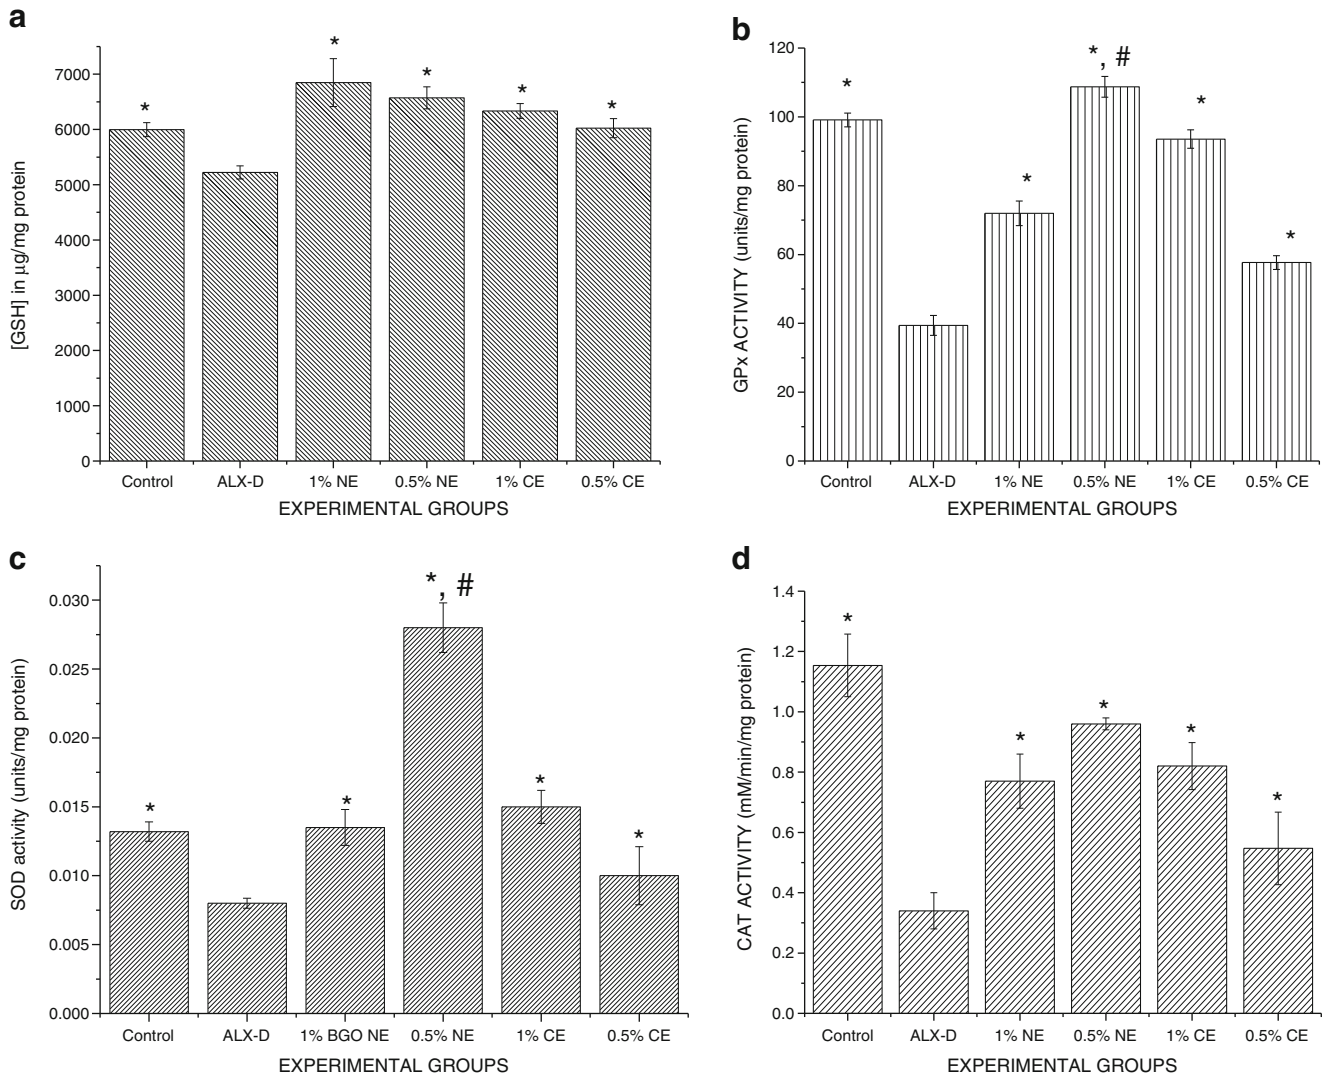 a
7000
6000
5000
4000
3000
2000
1000
0
[GSH] in μg/mg protein
* * * * * *
Control ALX-D 1% NE 0.5% NE 1% CE 0.5% CE
EXPERIMENTAL GROUPS
b
120
100
80
60
40
20
0
GPx ACTIVITY (units/mg protein)
* * *, # * *
Control ALX-D 1% NE 0.5% NE 1% CE 0.5% CE
EXPERIMENTAL GROUPS
c
0.030
0.025
0.020
0.015
0.010
0.005
0.000
SOD activity (units/mg protein)
* * *, # * *
Control ALX-D 1% BGO NE 0.5% NE 1% CE 0.5% CE
EXPERIMENTAL GROUPS
d
1.4
1.2
1.0
0.8
0.6
0.4
0.2
0.0
CAT ACTIVITY (mM/min/mg protein)
* * * * *
Control ALX-D 1% NE 0.5% NE 1% CE 0.5% CE
EXPERIMENTAL GROUPS